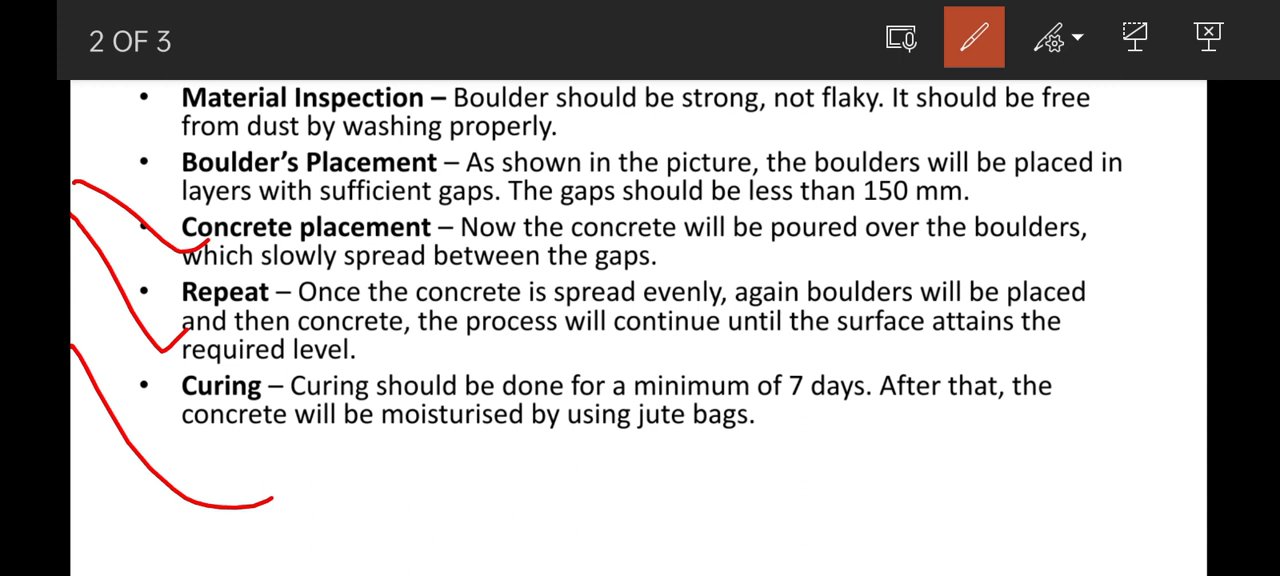 2 OF 3
• Material Inspection – Boulder should be strong, not flaky. It should be free
from dust by washing properly.
• Boulder's Placement – As shown in the picture, the boulders will be placed in
layers with sufficient gaps. The gaps should be less than 150 mm.
• Concrete placement – Now the concrete will be poured over the boulders,
which slowly spread between the gaps.
• Repeat – Once the concrete is spread evenly, again boulders will be placed
and then concrete, the process will continue until the surface attains the
required level.
• Curing – Curing should be done for a minimum of 7 days. After that, the
concrete will be moisturised by using jute bags.